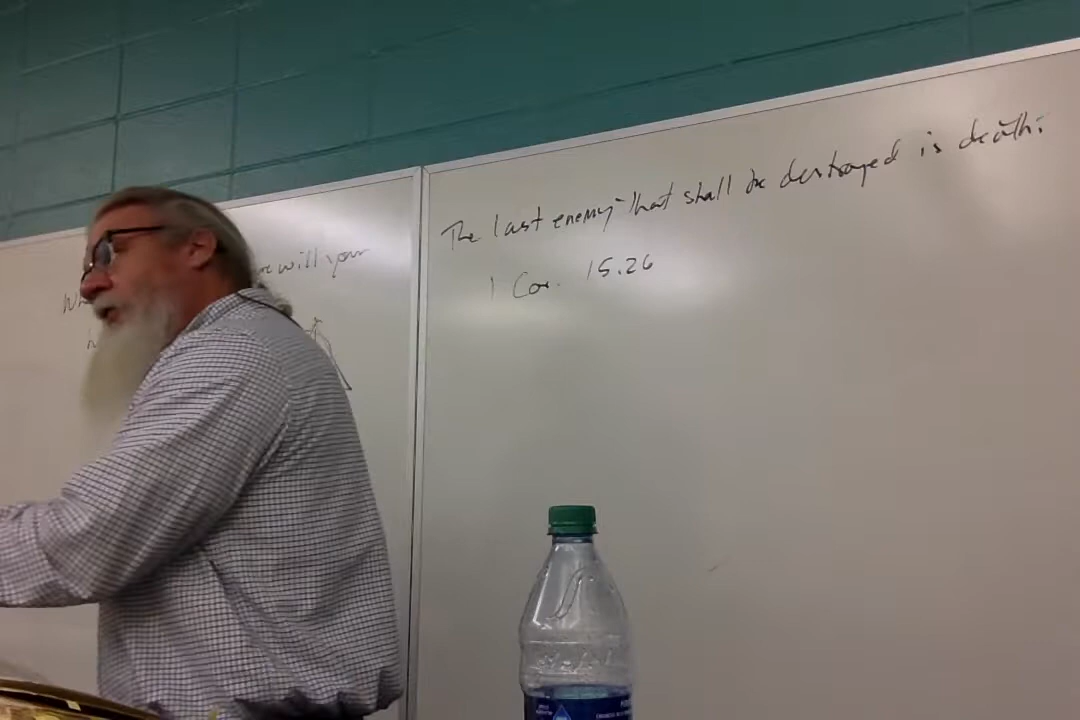 will your
The last enemy that shall be destroyed is death.
1 Cor. 15.26